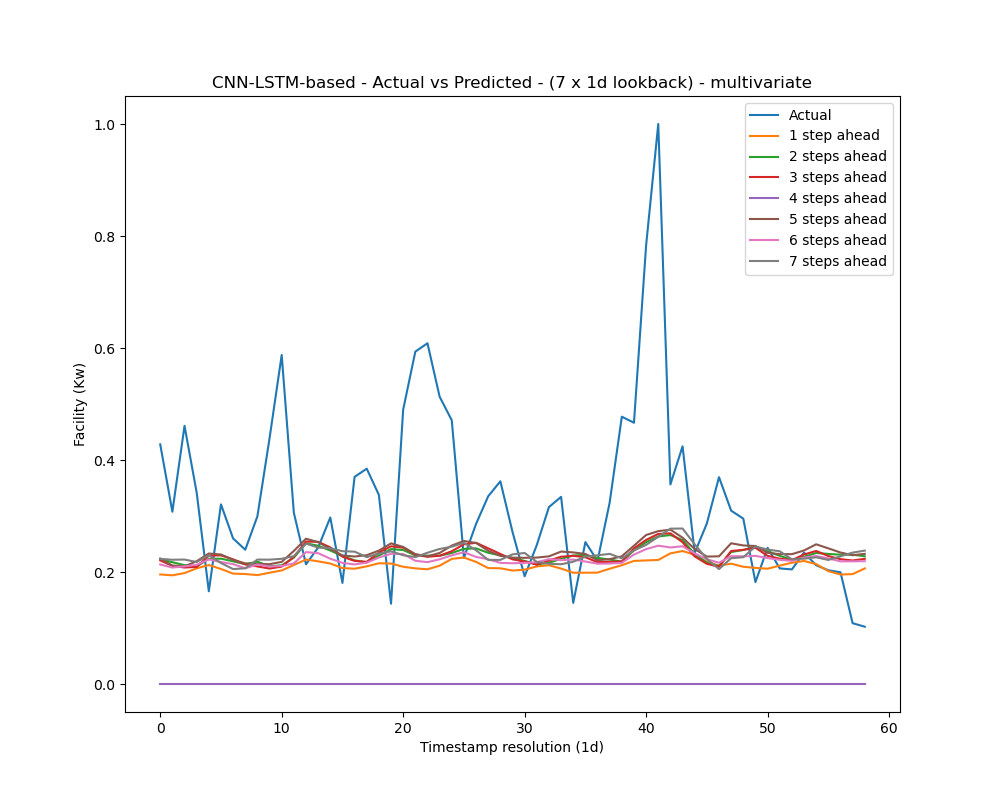 CNN-LSTM-based - Actual vs Predicted - (7 x 1d lookback) - multivariate
Actual
1 step ahead
2 steps ahead
3 steps ahead
4 steps ahead
5 steps ahead
6 steps ahead
7 steps ahead
1.0
0.8
0.6
0.4
0.2
0.0
Facility (Kw)
0
10
20
30
40
50
60
Timestamp resolution (1d)